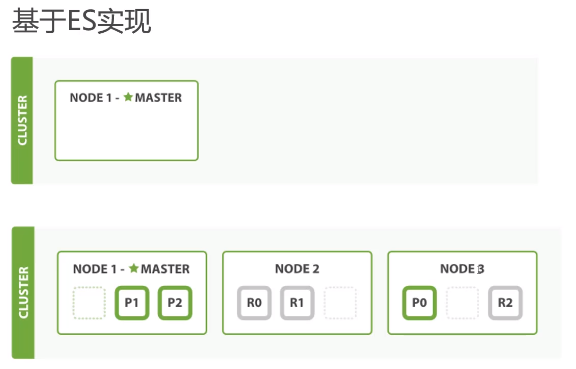 基于ES实现
CLUSTER
NODE 1 - ★ MASTER
CLUSTER
NODE 1 - ★ MASTER
P1
P2
NODE 2
R0
R1
NODE 3
P0
R2